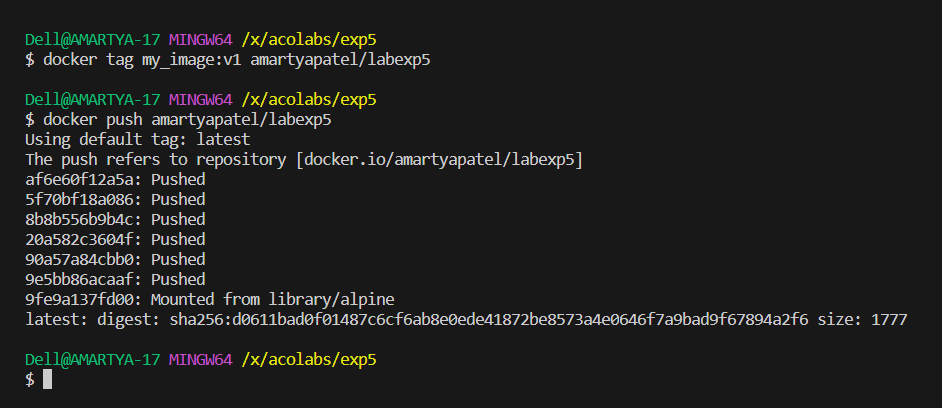 Dell@AMARTYA-17 MINGW64 /x/acolabs/exp5
$ docker tag my_image:v1 amartyapatel/labexp5
Dell@AMARTYA-17 MINGW64 /x/acolabs/exp5
$ docker push amartyapatel/labexp5
Using default tag: latest
The push refers to repository [docker.io/amartyapatel/labexp5]
af6e60f12a5a: Pushed
5f70bf18a086: Pushed
8b8b556b9b4c: Pushed
20a582c3604f: Pushed
90a57a84cbb0: Pushed
9e5bb86acaaf: Pushed
9fe9a137fd00: Mounted from library/alpine
latest: digest: sha256:d0611bad0f01487c6cf6ab8e0ede41872be8573a4e0646f7a9bad9f67894a2f6 size: 1777
Dell@AMARTYA-17 MINGW64 /x/acolabs/exp5
$